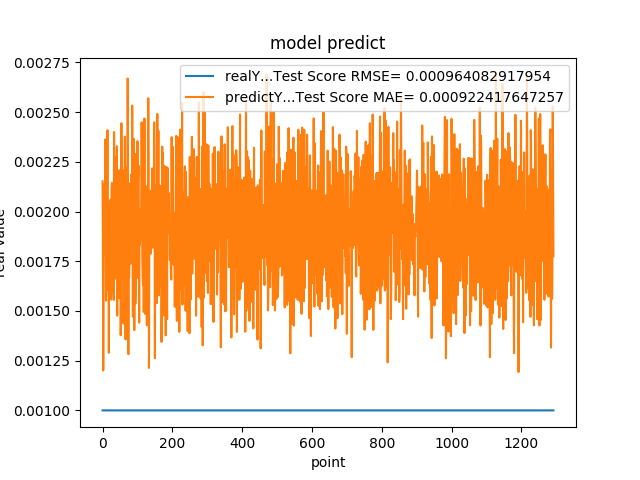 model predict
realY...Test Score RMSE= 0.000964082917954
predictY...Test Score MAE= 0.000922417647257
0.00275
0.00250
0.00225
0.00200
0.00175
0.00150
0.00125
0.00100
real value
0 200 400 600 800 1000 1200
point